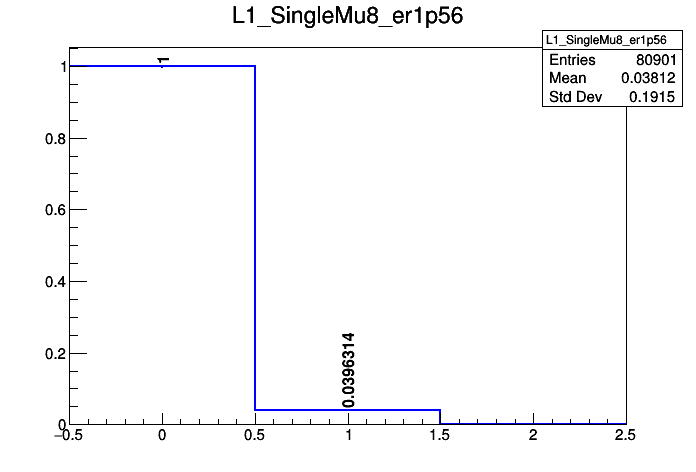 L1_SingleMu8_er1p56
L1_SingleMu8_er1p56
Entries 80901
Mean 0.03812
Std Dev 0.1915
1
0.8
0.6
0.4
0.2
0
1
0.0396314
−0.5 0 0.5 1 1.5 2 2.5